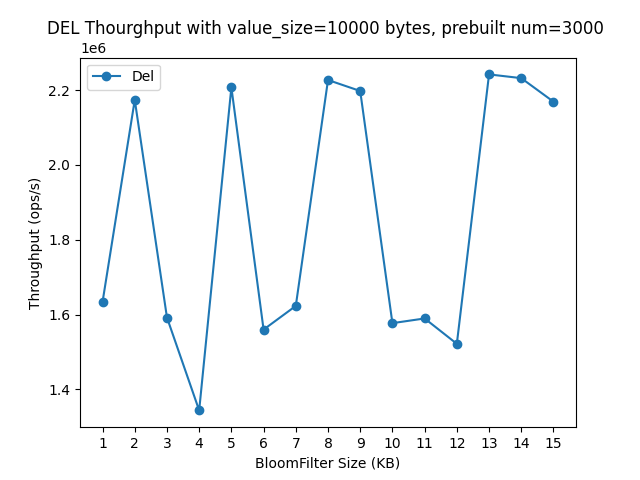 DEL Thourghput with value_size=10000 bytes, prebuilt num=3000
1e6
Del
2.2
2.0
1.8
1.6
1.4
Throughput (ops/s)
1 2 3 4 5 6 7 8 9 10 11 12 13 14 15
BloomFilter Size (KB)